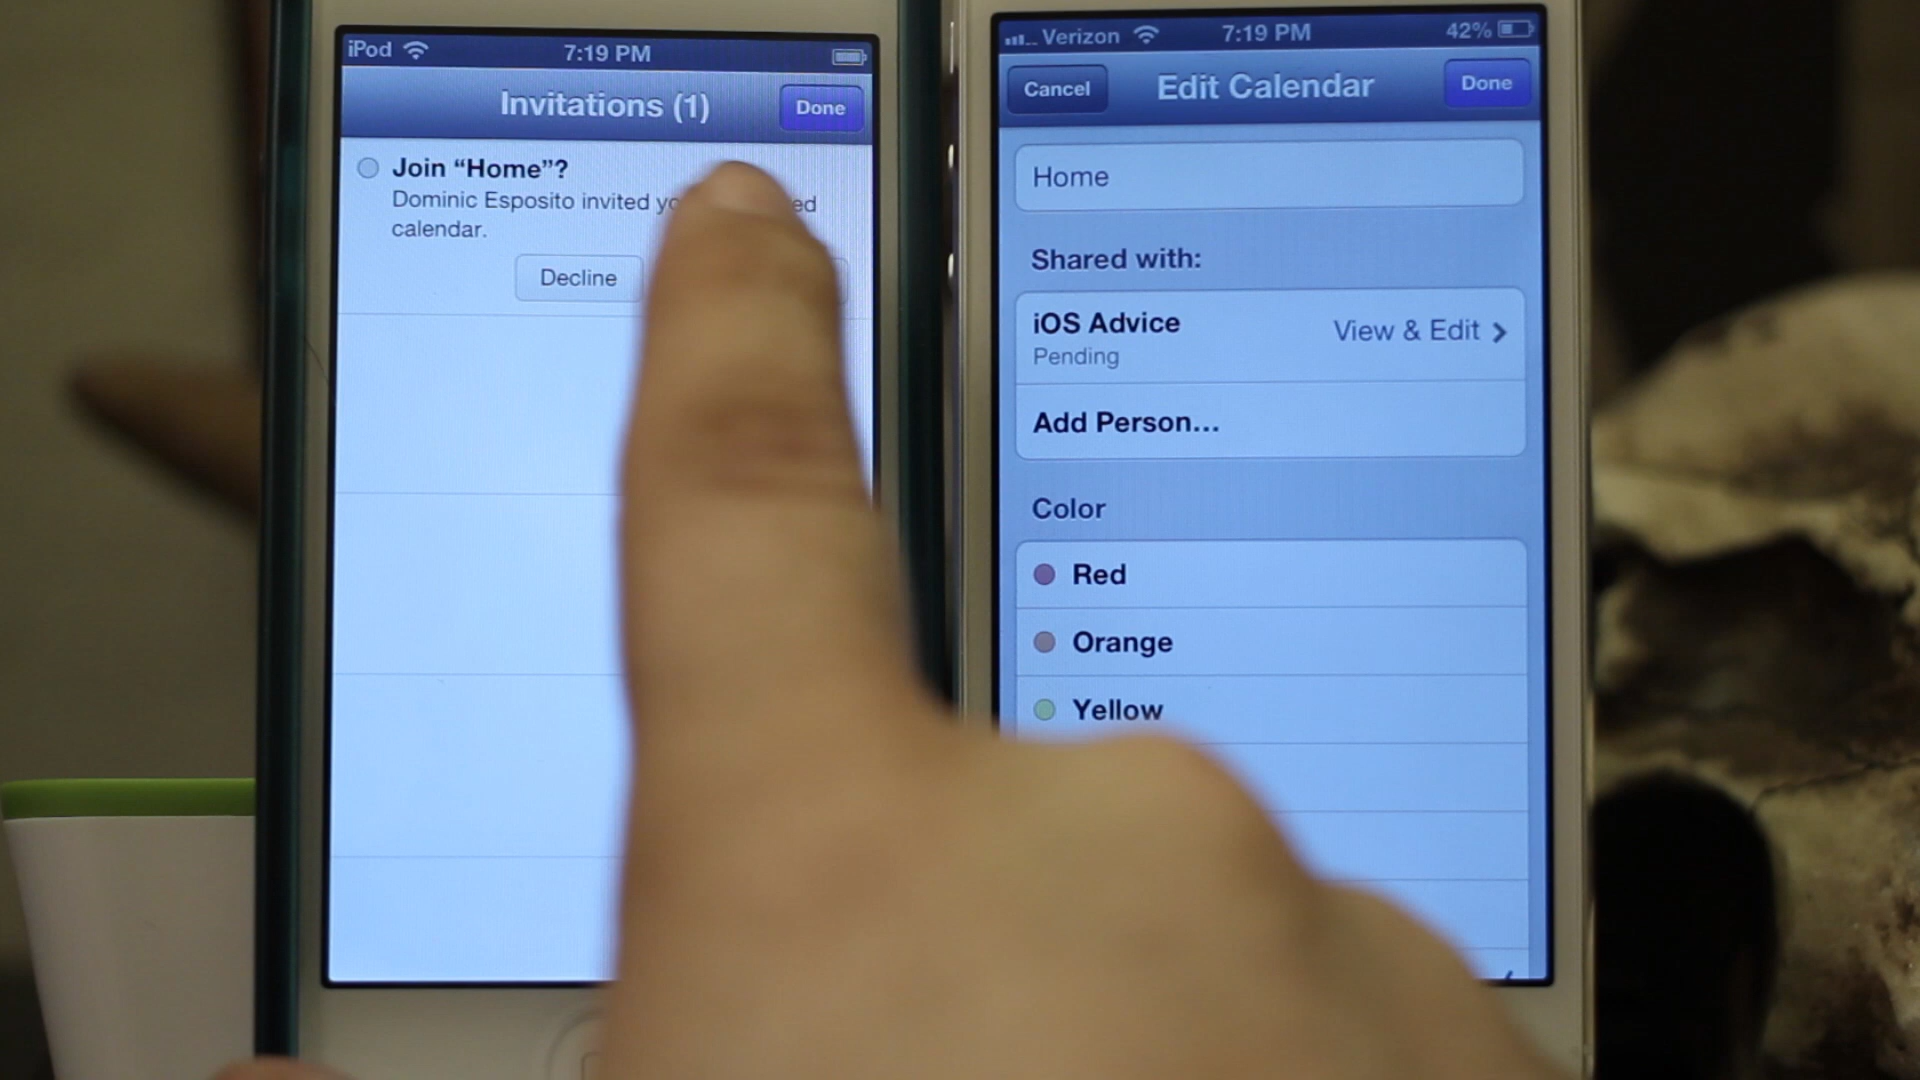 iPod 7:19 PM
Invitations (1) Done
Join “Home”?
Dominic Esposito invited ed
calendar.
Decline
Verizon 7:19 PM 42%
Cancel Edit Calendar Done
Home
Shared with:
iOS Advice View & Edit
Pending
Add Person...
Color
Red
Orange
Yellow